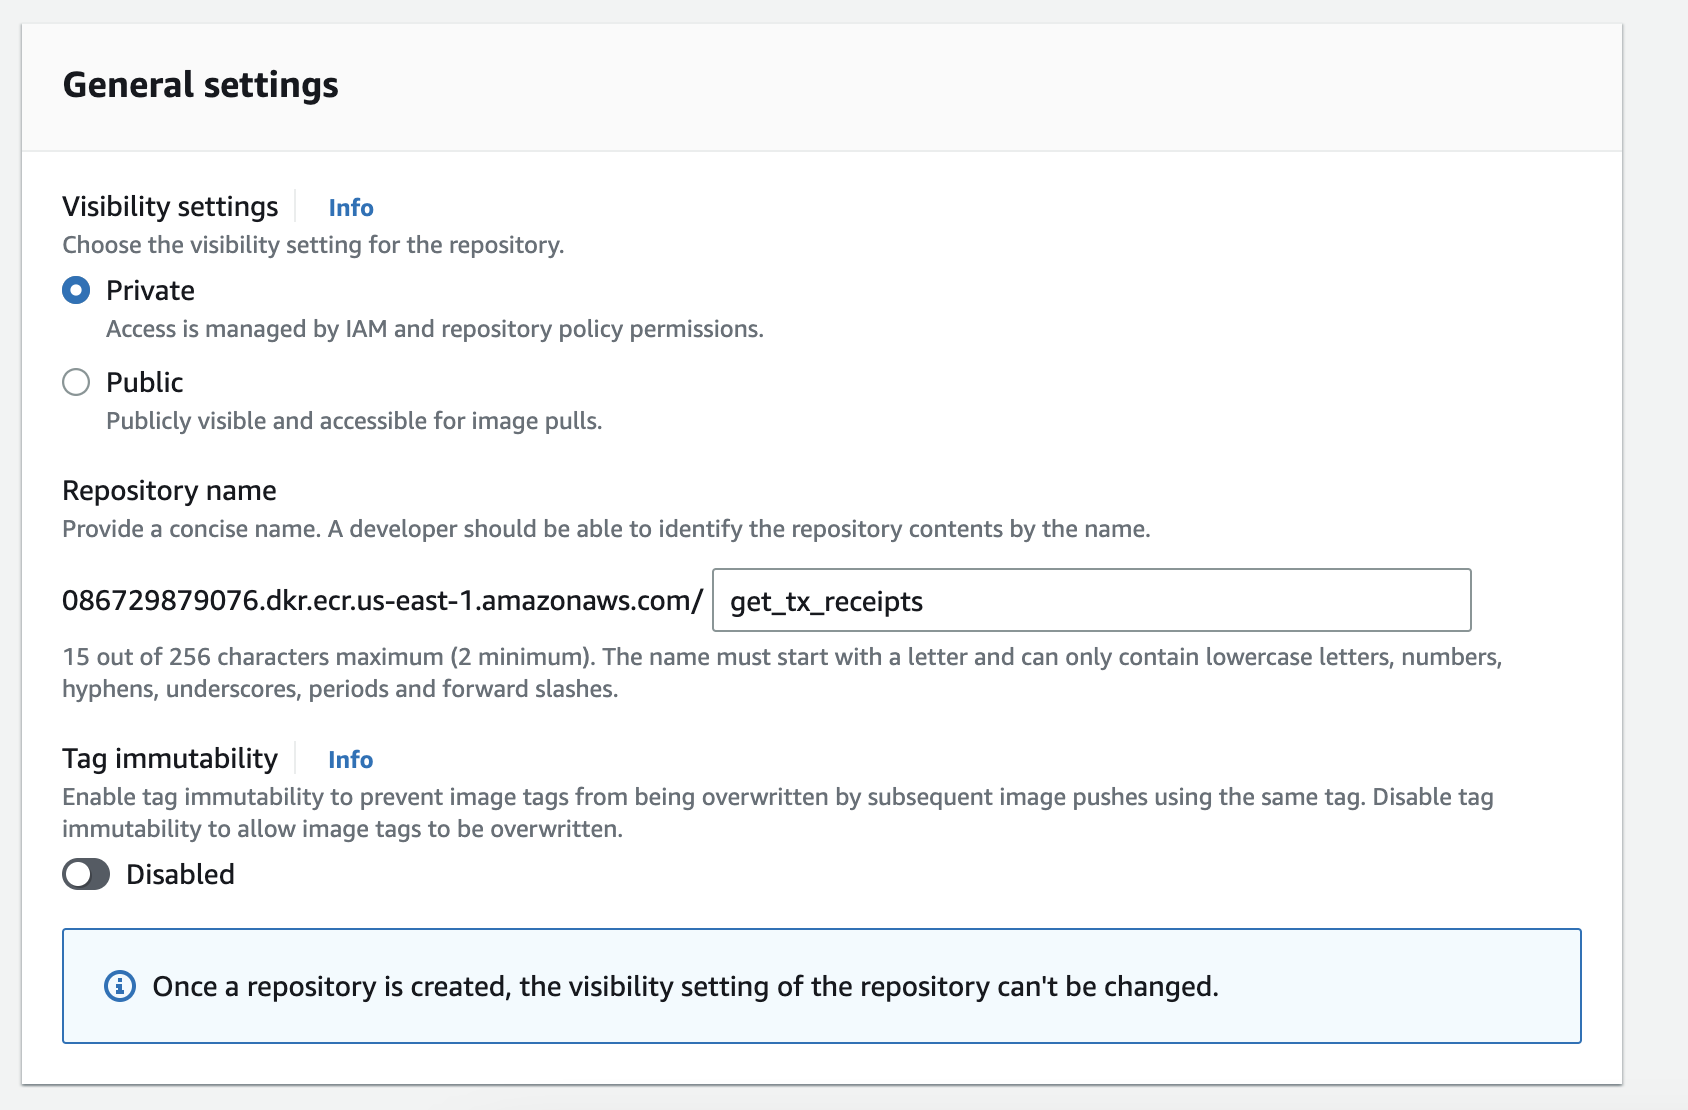 General settings
Visibility settings Info
Choose the visibility setting for the repository.
Private
Access is managed by IAM and repository policy permissions.
Public
Publicly visible and accessible for image pulls.
Repository name
Provide a concise name. A developer should be able to identify the repository contents by the name.
086729879076.dkr.ecr.us-east-1.amazonaws.com/ get_tx_receipts
15 out of 256 characters maximum (2 minimum). The name must start with a letter and can only contain lowercase letters, numbers,
hyphens, underscores, periods and forward slashes.
Tag immutability Info
Enable tag immutability to prevent image tags from being overwritten by subsequent image pushes using the same tag. Disable tag
immutability to allow image tags to be overwritten.
Disabled
Once a repository is created, the visibility setting of the repository can't be changed.